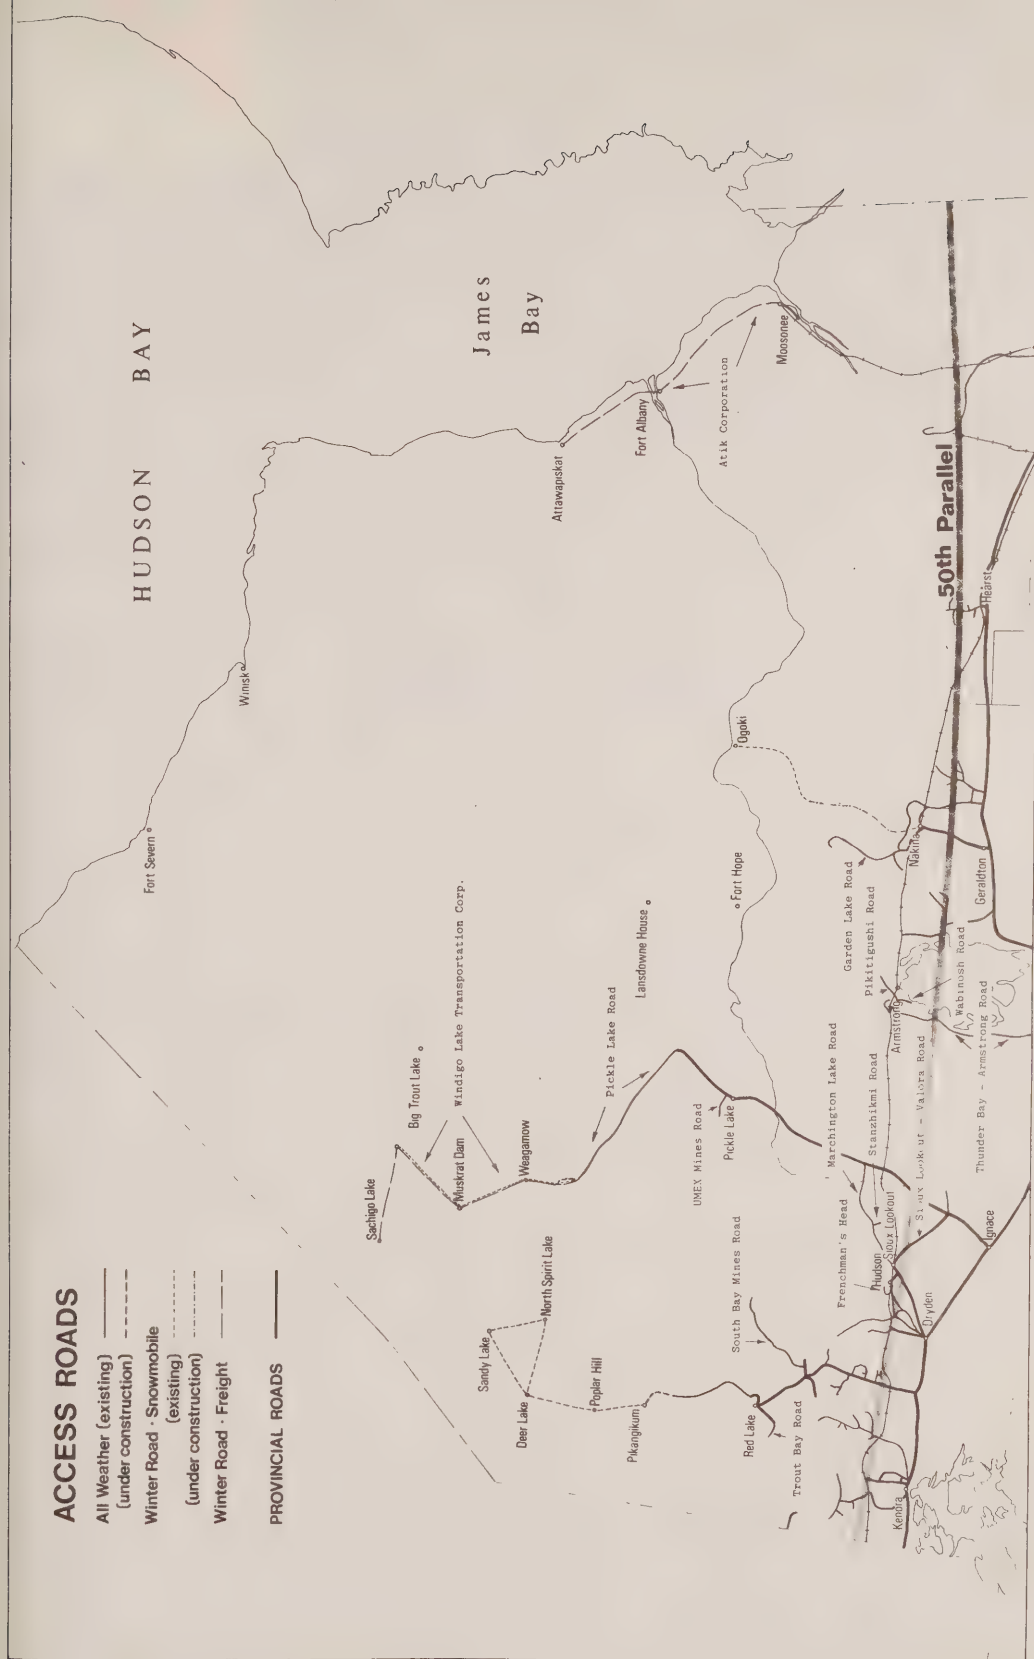 ACCESS ROADS
All Weather (existing)
(under construction)
Winter Road · Snowmobile
(existing)
(under construction)
Winter Road · Freight
PROVINCIAL ROADS
HUDSON BAY
James
Bay
Fort Severn
Winisk
Attawapiskat
Fort Albany
Atik Corporation
Moosonee
50th Parallel
Sachigo Lake
Big Trout Lake
Muskrat Dam
Windigo Lake Transportation Corp.
Weagamow
Pickle Lake Road
Lansdowne House
Sandy Lake
North Spirit Lake
Deer Lake
Poplar Hill
Pikangikum
UMEX Mines Road
Pickle Lake
Fort Hope
Ogoki
South Bay Mines Road
Red Lake
Trout Bay Road
Marchington Lake Road
Frenchman's Head
Stanzhikmi Road
Garden Lake Road
Pikitigushi Road
Hudson
Sioux Lookout
Armstrong
Nakina
Kenora
Sioux Lookout - Valora Road
Wabinosh Road
Dryden
Thunder Bay - Armstrong Road
Geraldton
Hearst
Ignace